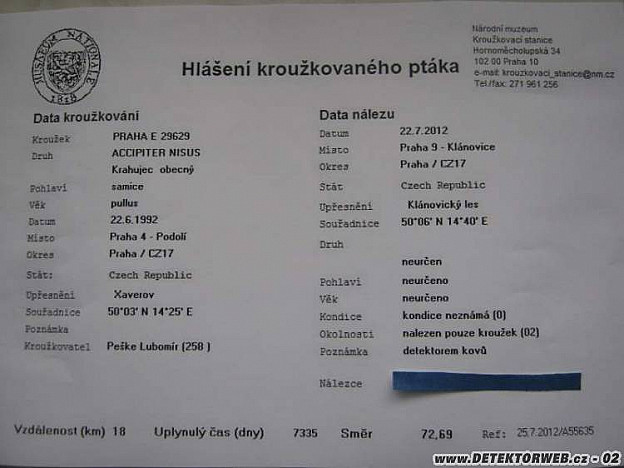 MUSAEUM NATIONALE
1818
Národní muzeum
Kroužkovací stanice
Hornoměcholupská 34
102 00 Praha 10
e-mail: krouzkovaci_stanice@nm.cz
Tel./fax: 271 961 256
Hlášení kroužkovaného ptáka
Data kroužkování
Kroužek PRAHA E 29629
Druh ACCIPITER NISUS
Krahujec obecný
Pohlaví samice
Věk pullus
Datum 22.6.1992
Místo Praha 4 - Podolí
Okres Praha / CZ17
Stát: Czech Republic
Upřesnění Xaverov
Souřadnice 50°03' N 14°25' E
Poznámka
Kroužkovatel Peške Lubomír (258 )
Data nálezu
Datum 22.7.2012
Místo Praha 9 - Klánovice
Okres Praha / CZ17
Stát Czech Republic
Upřesnění Klánovický les
Souřadnice 50°06' N 14°40' E
Druh
neurčen
Pohlaví neurčeno
Věk neurčeno
Kondice kondice neznámá (0)
Okolnosti nalezen pouze kroužek (02)
Poznámka detektorem kovů
Nálezce
Vzdálenost (km) 18 Uplynulý čas (dny) 7335 Směr 72,69 Ref: 25.7.2012/A55635
www.DETEKTORWEB.cz - 02